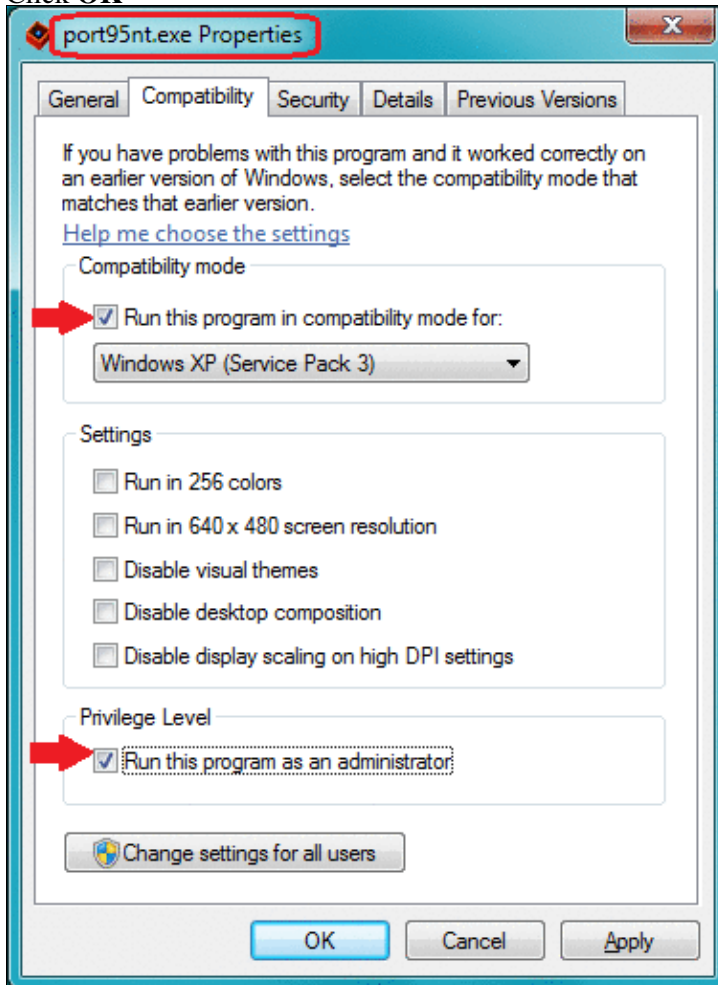 Click OK
port95nt.exe Properties
General Compatibility Security Details Previous Versions
If you have problems with this program and it worked correctly on
an earlier version of Windows, select the compatibility mode that
matches that earlier version.
Help me choose the settings
Compatibility mode
Run this program in compatibility mode for:
Windows XP (Service Pack 3)
Settings
Run in 256 colors
Run in 640 x 480 screen resolution
Disable visual themes
Disable desktop composition
Disable display scaling on high DPI settings
Privilege Level
Run this program as an administrator
Change settings for all users
OK Cancel Apply